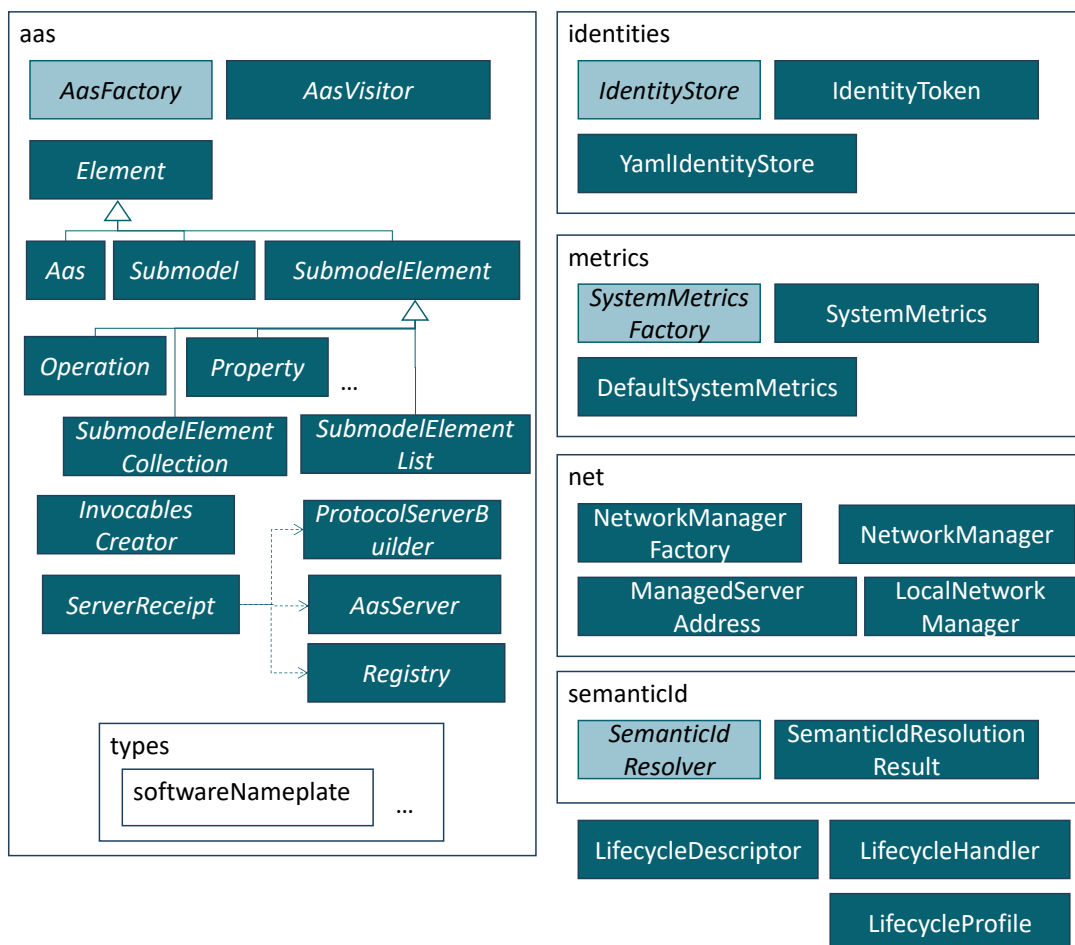 aas
AasFactory
AasVisitor
Element
Aas
Submodel
SubmodelElement
Operation
Property
...
SubmodelElement
Collection
SubmodelElement
List
Invocables
Creator
ProtocolServerB
uilder
ServerReceipt
AasServer
Registry
types
softwareNameplate
...
identities
IdentityStore
IdentityToken
YamlIdentityStore
metrics
SystemMetrics
Factory
SystemMetrics
DefaultSystemMetrics
net
NetworkManager
Factory
NetworkManager
ManagedServer
Address
LocalNetwork
Manager
semanticId
SemanticId
Resolver
SemanticIdResolution
Result
LifecycleDescriptor
LifecycleHandler
LifecycleProfile